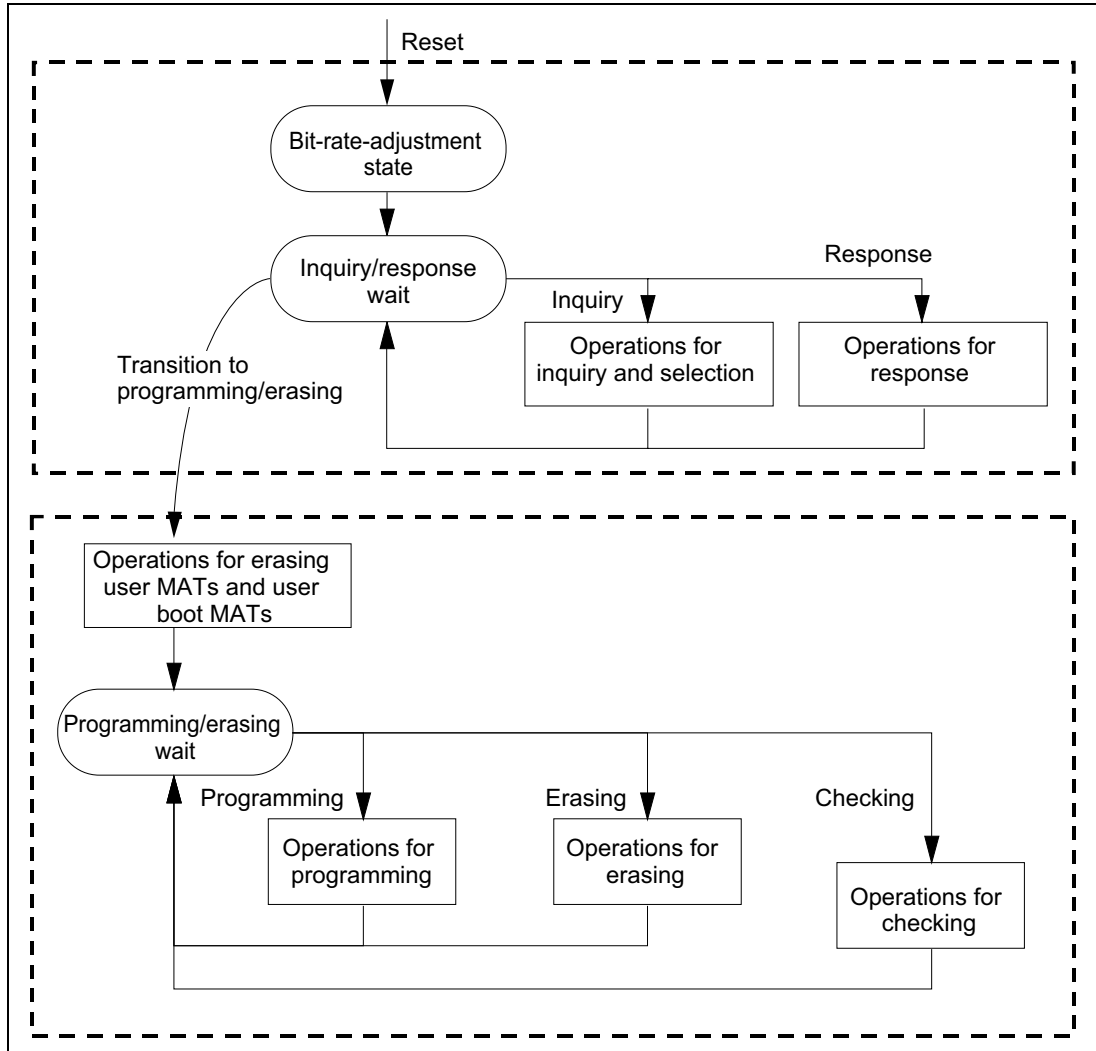 Reset
Bit-rate-adjustment
state
Inquiry/response
wait
Response
Inquiry
Operations for
inquiry and selection
Operations for
response
Transition to
programming/erasing
Operations for erasing
user MATs and user
boot MATs
Programming/erasing
wait
Programming
Erasing
Checking
Operations for
programming
Operations for
erasing
Operations for
checking